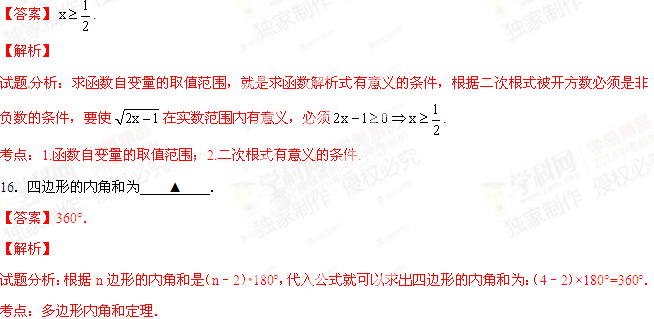 【答案】x≥1/2.
【解析】
试题分析：求函数自变量的取值范围，就是求函数解析式有意义的条件，根据二次根式被开方数必须是非
负数的条件，要使√(2x-1)在实数范围内有意义，必须2x-1≥0⇒x≥1/2.
考点：1.函数自变量的取值范围；2.二次根式有意义的条件.
16．四边形的内角和为 ▲ ．
【答案】360°．
【解析】
试题分析：根据n边形的内角和是(n﹣2)•180°，代入公式就可以求出四边形的内角和为：(4﹣2)×180°=360°．
考点：多边形内角和定理．